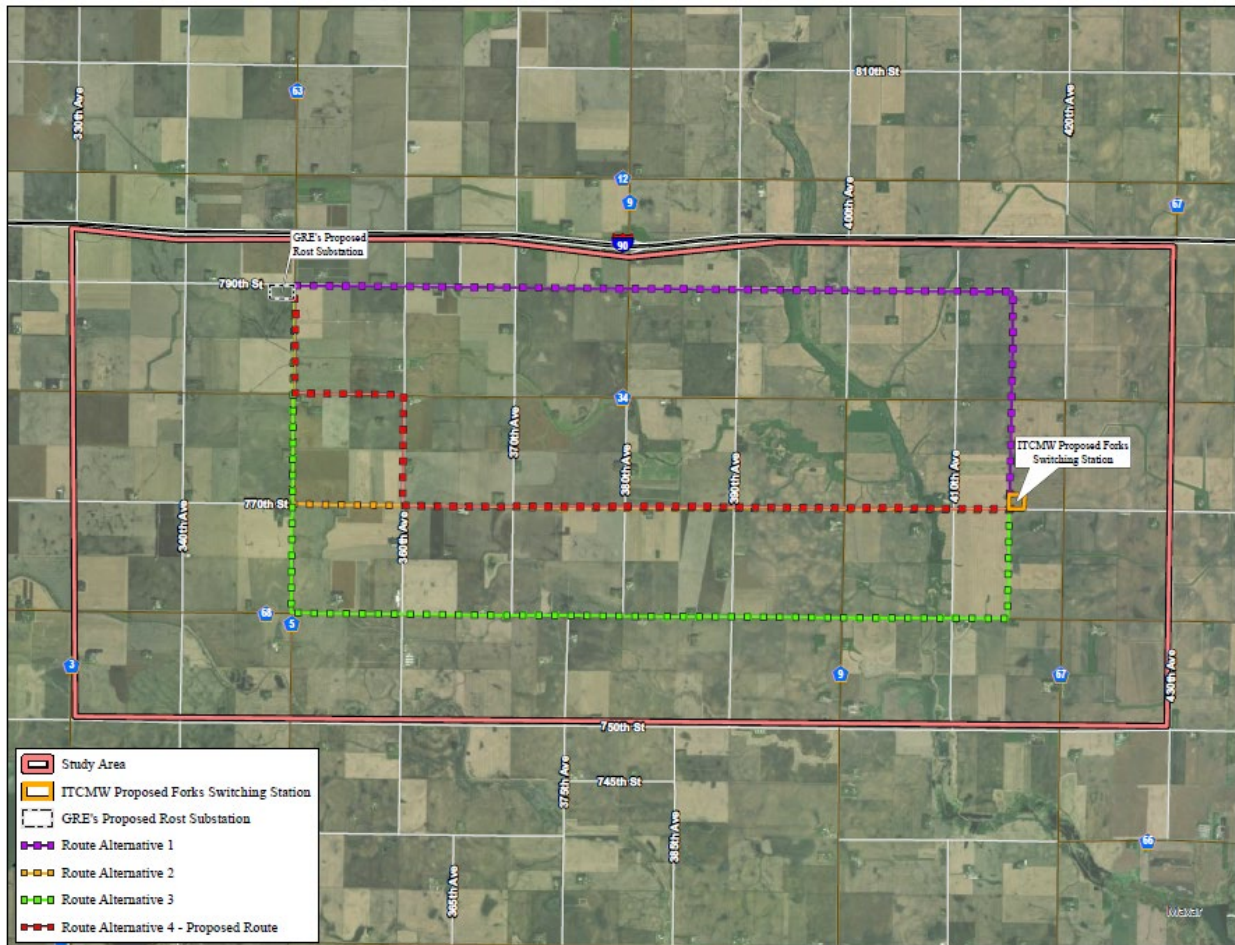 810th St
63
330th Ave
420th Ave
12
9
67
400th Ave
90
GRE's Proposed
Rost Substation
790th St
34
370th Ave
380th Ave
390th Ave
410th Ave
ITCMW Proposed Forks
Switching Station
770th St
340th Ave
360th Ave
68
5
3
9
67
430th Ave
750th St
745th St
375th Ave
385th Ave
365th Ave
66
Maxar
Study Area
ITCMW Proposed Forks Switching Station
GRE's Proposed Rost Substation
Route Alternative 1
Route Alternative 2
Route Alternative 3
Route Alternative 4 - Proposed Route